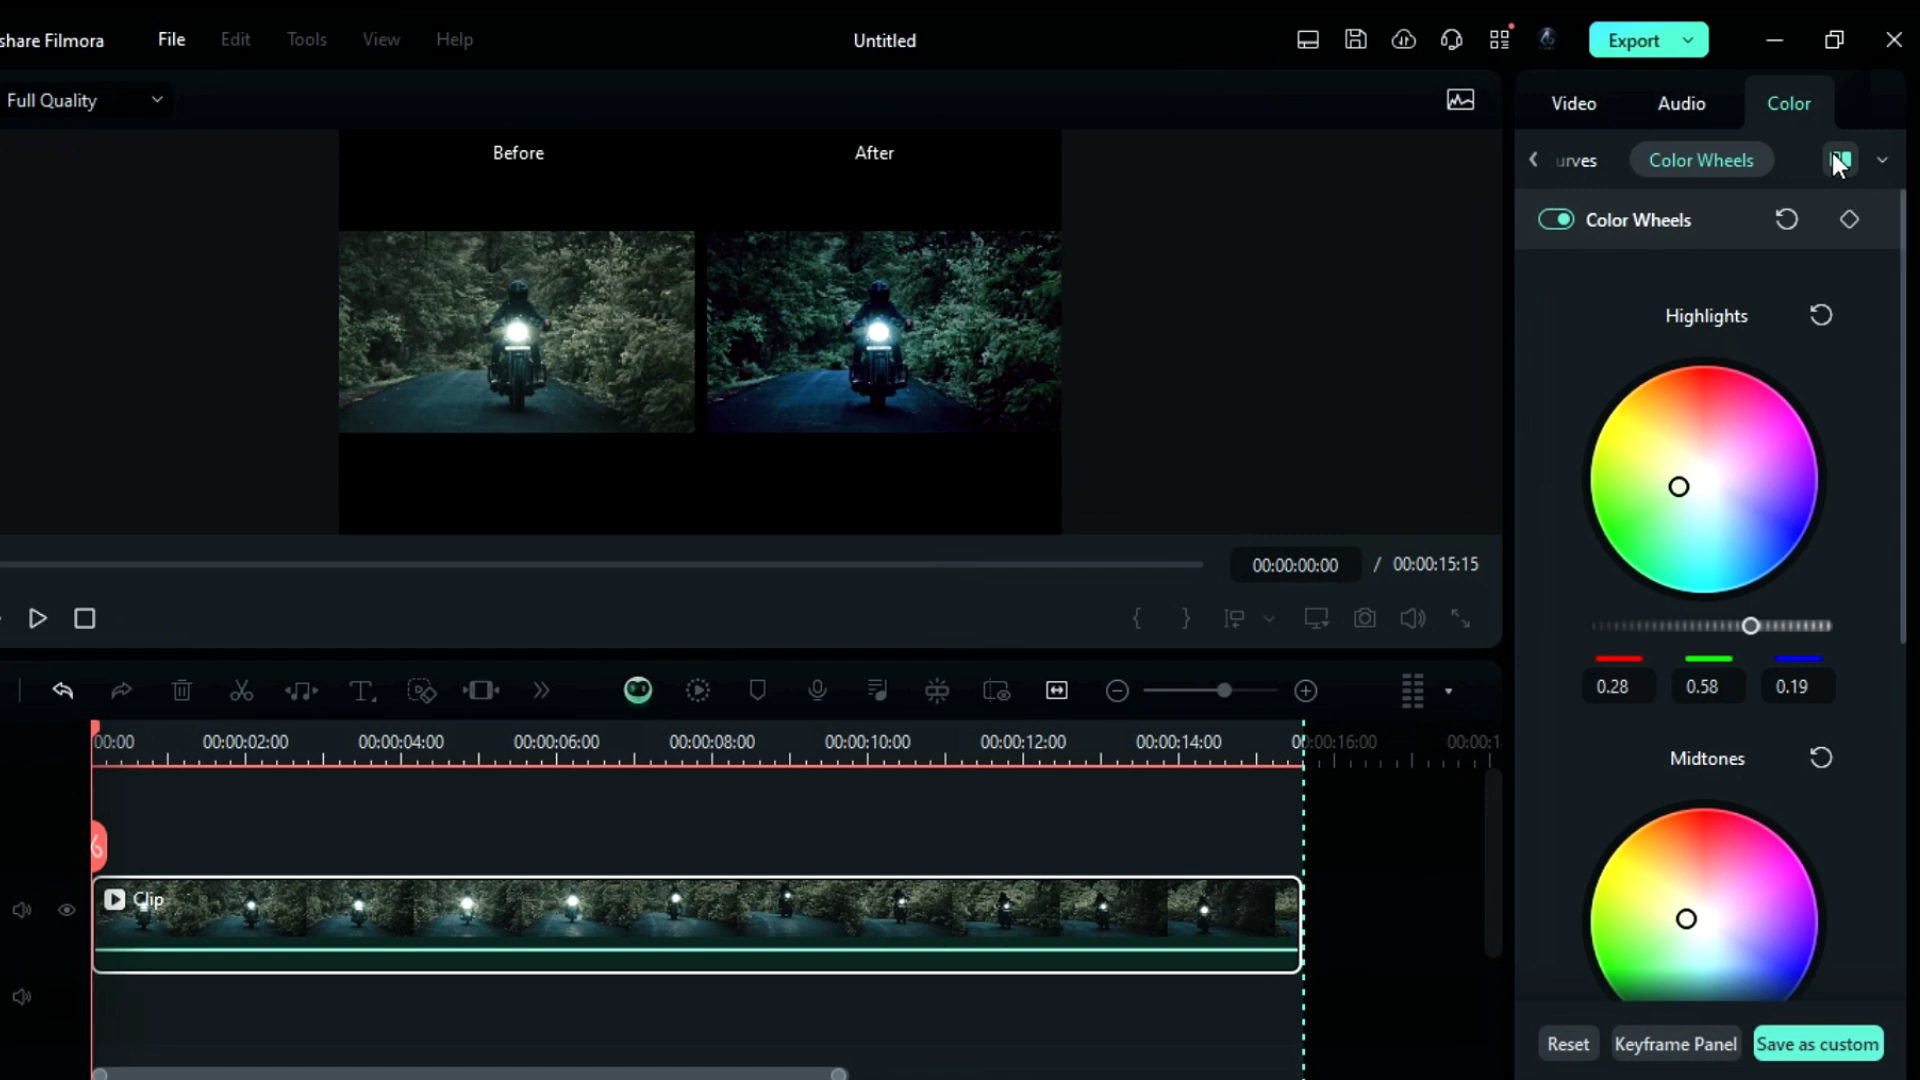 share Filmora File Edit Tools View Help Untitled Export
Full Quality
Video Audio Color
Before After
urves Color Wheels
Color Wheels
Highlights
00:00:00:00 / 00:00:15:15
0.28 0.58 0.19
00:00 00:00:02:00 00:00:04:00 00:00:06:00 00:00:08:00 00:00:10:00 00:00:12:00 00:00:14:00 00:00:16:00 00:00:1
Midtones
Clip
Reset Keyframe Panel Save as custom